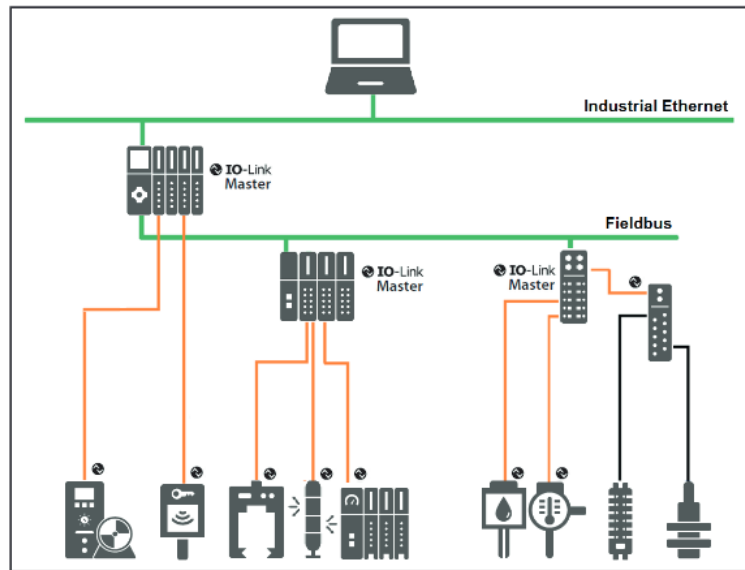 Industrial Ethernet
IO-Link
Master
Fieldbus
IO-Link
Master
IO-Link
Master